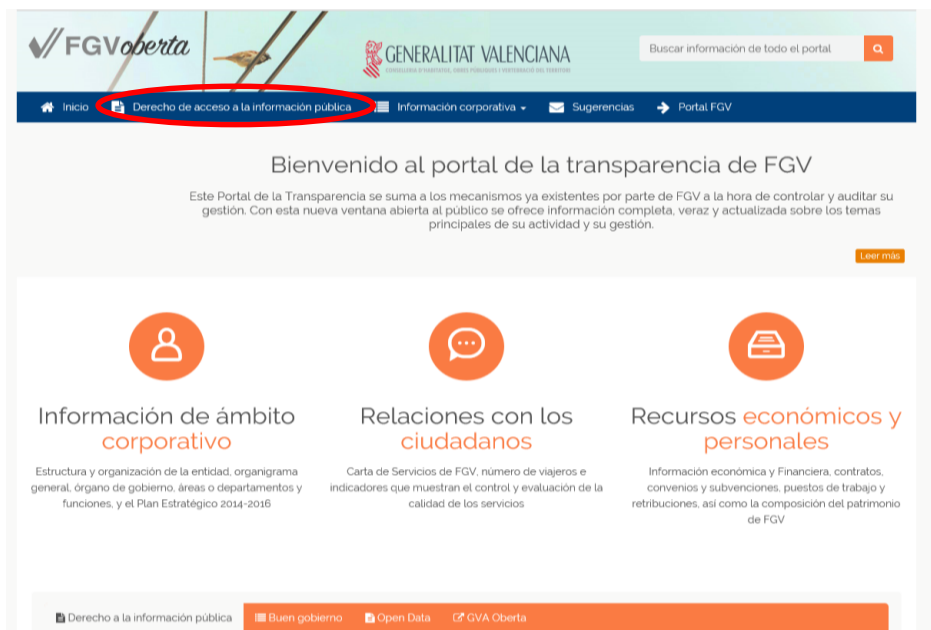 FGVoberta
GENERALITAT VALENCIANA
CONSELLERIA D'HABITATGE, OBRES PÚBLIQUES I VERTEBRACIÓ DEL TERRITORI
Buscar información de todo el portal
Inicio
Derecho de acceso a la información pública
Información corporativa
Sugerencias
Portal FGV
Bienvenido al portal de la transparencia de FGV
Este Portal de la Transparencia se suma a los mecanismos ya existentes por parte de FGV a la hora de controlar y auditar su
gestión. Con esta nueva ventana abierta al público se ofrece información completa, veraz y actualizada sobre los temas
principales de su actividad y su gestión.
Leer más
Información de ámbito
corporativo
Estructura y organización de la entidad, organigrama
general, órgano de gobierno, áreas o departamentos y
funciones, y el Plan Estratégico 2014-2016
Relaciones con los
ciudadanos
Carta de Servicios de FGV, número de viajeros e
indicadores que muestran el control y evaluación de la
calidad de los servicios
Recursos económicos y
personales
Información económica y Financiera, contratos,
convenios y subvenciones, puestos de trabajo y
retribuciones, así como la composición del patrimonio
de FGV
Derecho a la información pública
Buen gobierno
Open Data
GVA Oberta